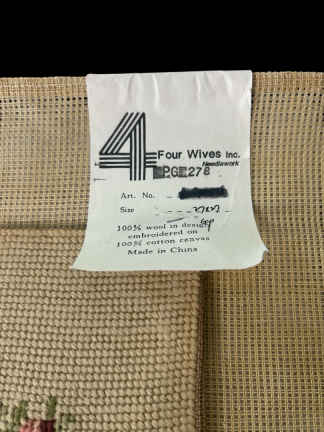 4
Four Wives Inc.
Needlework
PGE278
Art. No.
Size
100% wool in design
embroidered on
100% cotton canvas
Made in China